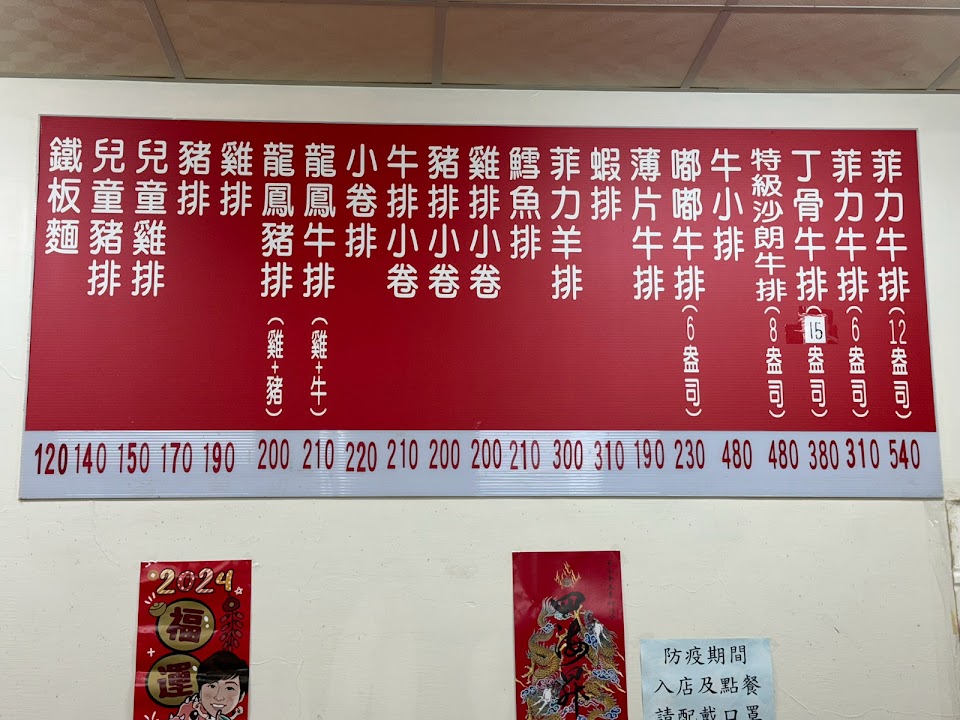 菲力牛排(12盎司)
540
菲力牛排(6盎司)
310
丁骨牛排(15盎司)
380
特級沙朗牛排(8盎司)
480
牛小排
480
嘟嘟牛排(6盎司)
230
薄片牛排
190
蝦排
310
菲力羊排
300
鱈魚排
210
雞排小卷
200
豬排小卷
200
牛排小卷
210
小卷排
220
龍鳳牛排(雞+牛)
210
龍鳳豬排(雞+豬)
200
雞排
190
豬排
170
兒童雞排
150
兒童豬排
140
鐵板麵
120
2024
福
運
四海昇
防疫期間
入店及點餐
請配戴口罩